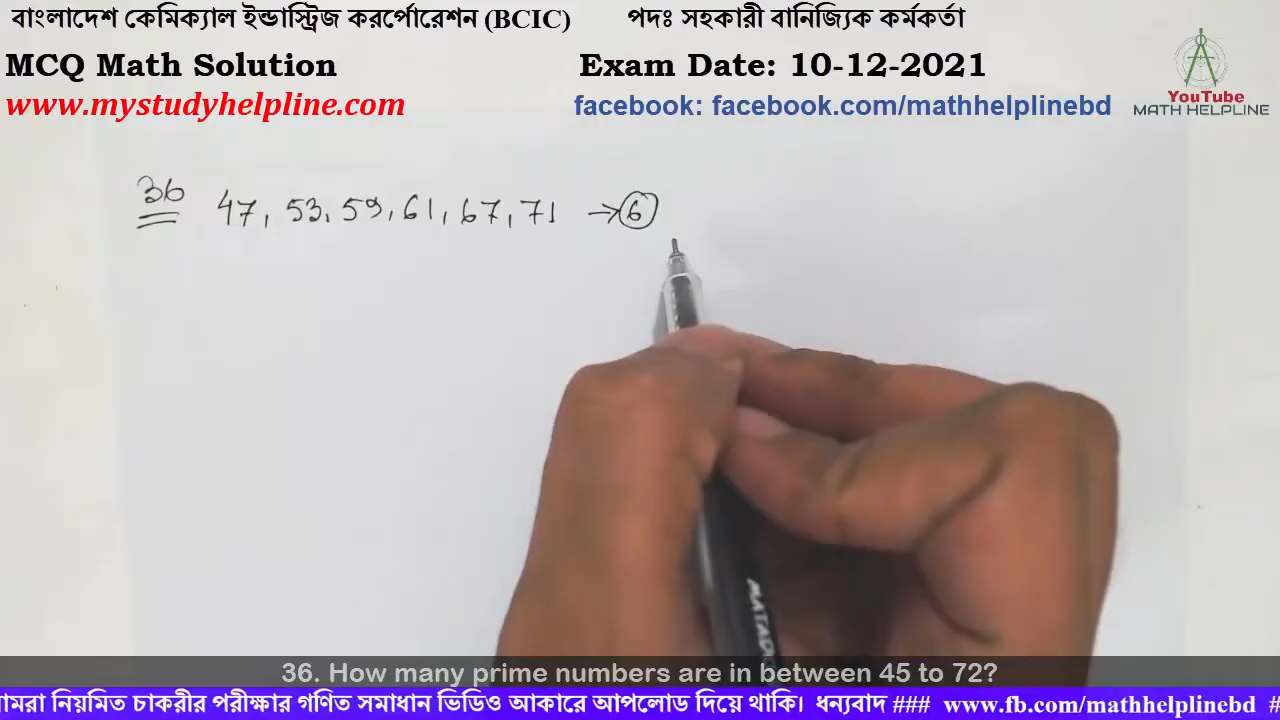 বাংলাদেশ কেমিক্যাল ইন্ডাস্ট্রিজ করর্পোরেশন (BCIC) পদঃ সহকারী বানিজ্যিক কর্মকর্তা
MCQ Math Solution Exam Date: 10-12-2021
www.mystudyhelpline.com facebook: facebook.com/mathhelplinebd
YouTube
MATH HELPLINE
36 47, 53, 59, 61, 67, 71 → 6
MATADO
36. How many prime numbers are in between 45 to 72?
নিয়মিত চাকরীর পরীক্ষার গণিত সমাধান ভিডিও আকারে আপলোড দিয়ে থাকি। ধন্যবাদ ### www.fb.com/mathhelplinebd #